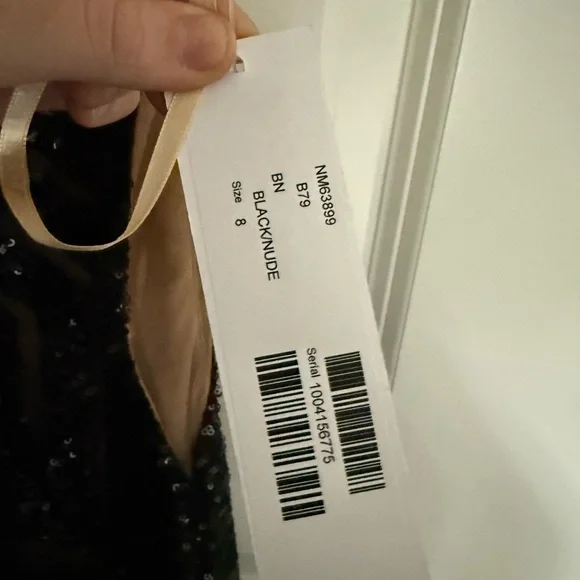 NM63899
B79
BN BLACK/NUDE
Size 8
Serial 1004156775